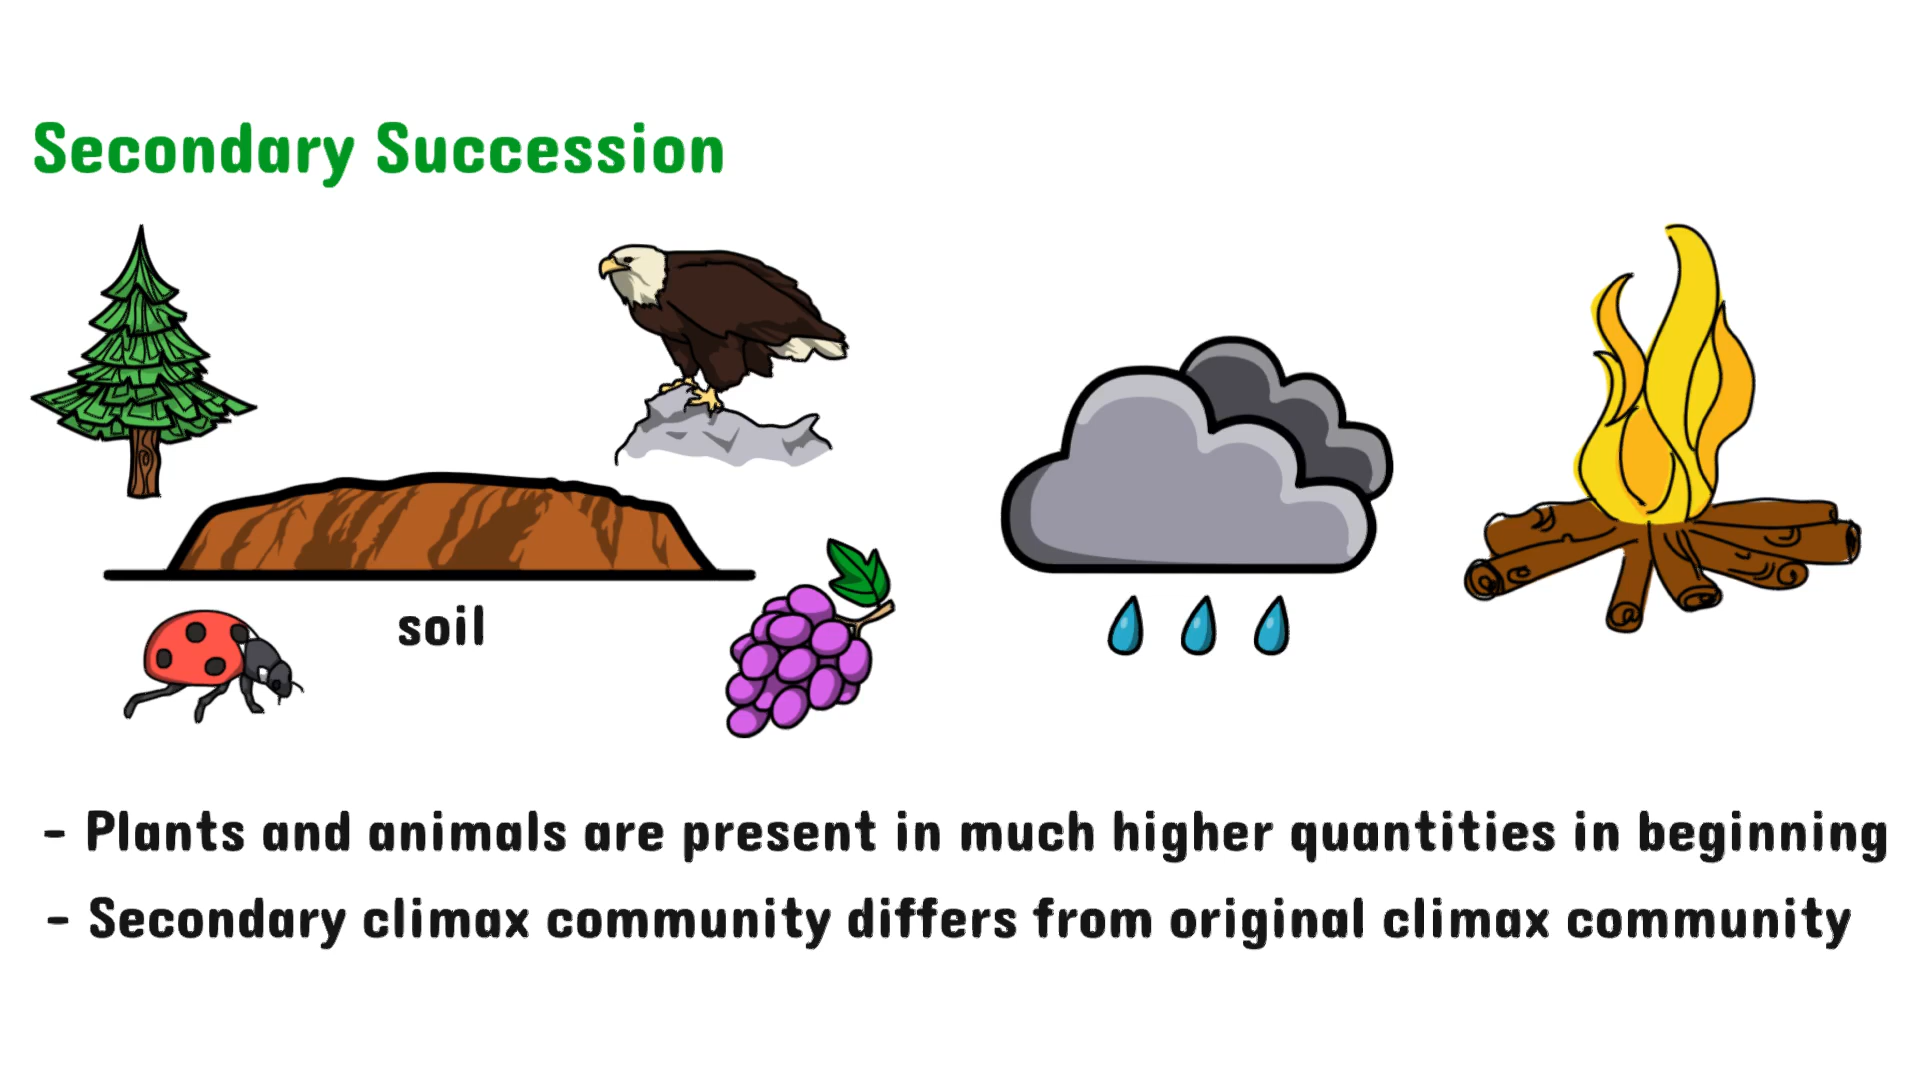 Secondary Succession
soil
- Plants and animals are present in much higher quantities in beginning
- Secondary climax community differs from original climax community